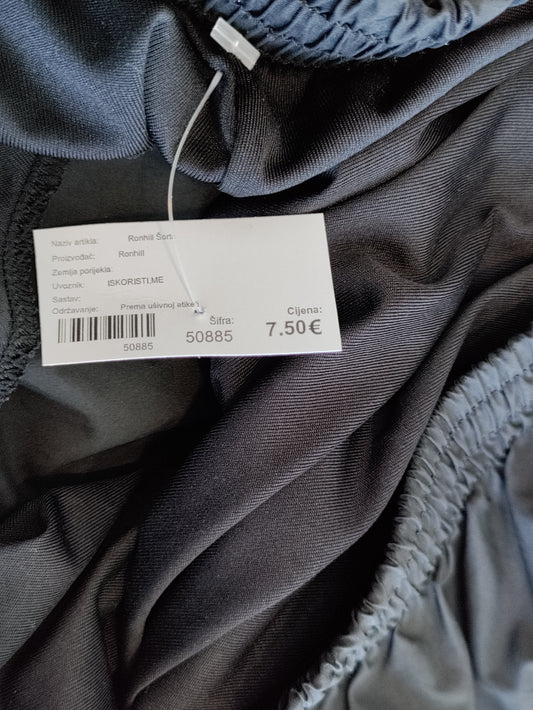 Naziv artikla: Ronhill Šorc
Proizvođač: Ronhill
Zemlja porijekla:
Uvoznik: ISKORISTI.ME
Sastav:
Održavanje: Prema ušivnoj etiketi
50885
Šifra:
50885
Cijena:
7.50€